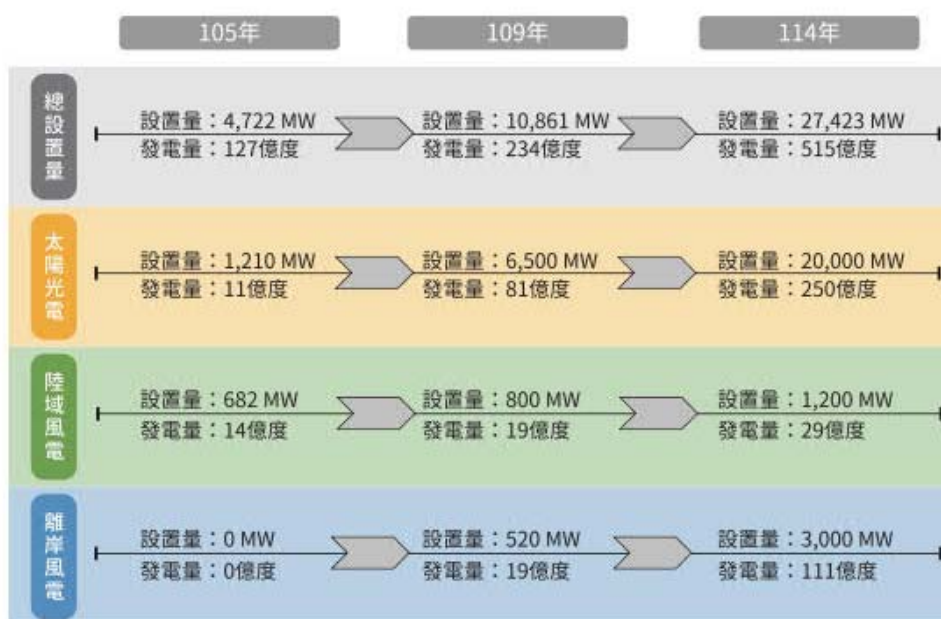 105年
109年
114年
總設置量
設置量：4,722 MW
發電量：127億度
設置量：10,861 MW
發電量：234億度
設置量：27,423 MW
發電量：515億度
太陽光電
設置量：1,210 MW
發電量：11億度
設置量：6,500 MW
發電量：81億度
設置量：20,000 MW
發電量：250億度
陸域風電
設置量：682 MW
發電量：14億度
設置量：800 MW
發電量：19億度
設置量：1,200 MW
發電量：29億度
離岸風電
設置量：0 MW
發電量：0億度
設置量：520 MW
發電量：19億度
設置量：3,000 MW
發電量：111億度